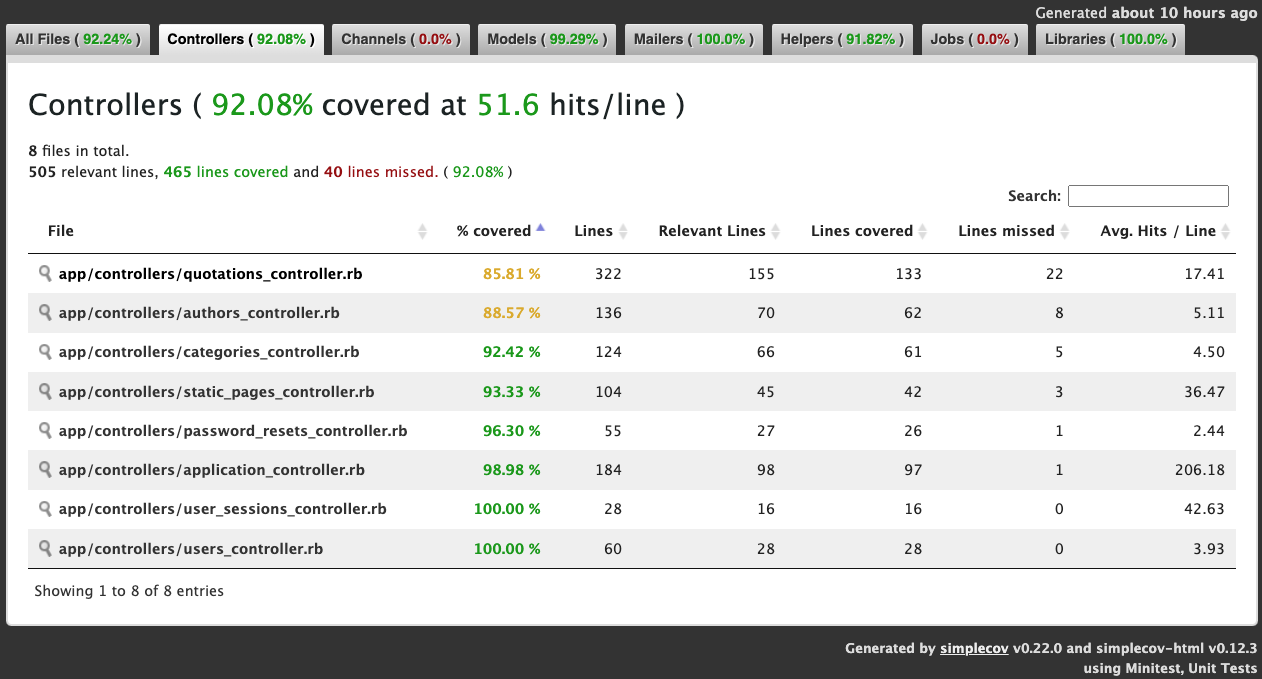 Generated about 10 hours ago
All Files ( 92.24% ) Controllers ( 92.08% ) Channels ( 0.0% ) Models ( 99.29% ) Mailers ( 100.0% ) Helpers ( 91.82% ) Jobs ( 0.0% ) Libraries ( 100.0% )
Controllers ( 92.08% covered at 51.6 hits/line )
8 files in total.
505 relevant lines, 465 lines covered and 40 lines missed. ( 92.08% )
Search:
File % covered Lines Relevant Lines Lines covered Lines missed Avg. Hits / Line
app/controllers/quotations_controller.rb 85.81 % 322 155 133 22 17.41
app/controllers/authors_controller.rb 88.57 % 136 70 62 8 5.11
app/controllers/categories_controller.rb 92.42 % 124 66 61 5 4.50
app/controllers/static_pages_controller.rb 93.33 % 104 45 42 3 36.47
app/controllers/password_resets_controller.rb 96.30 % 55 27 26 1 2.44
app/controllers/application_controller.rb 98.98 % 184 98 97 1 206.18
app/controllers/user_sessions_controller.rb 100.00 % 28 16 16 0 42.63
app/controllers/users_controller.rb 100.00 % 60 28 28 0 3.93
Showing 1 to 8 of 8 entries
Generated by simplecov v0.22.0 and simplecov-html v0.12.3
using Minitest, Unit Tests